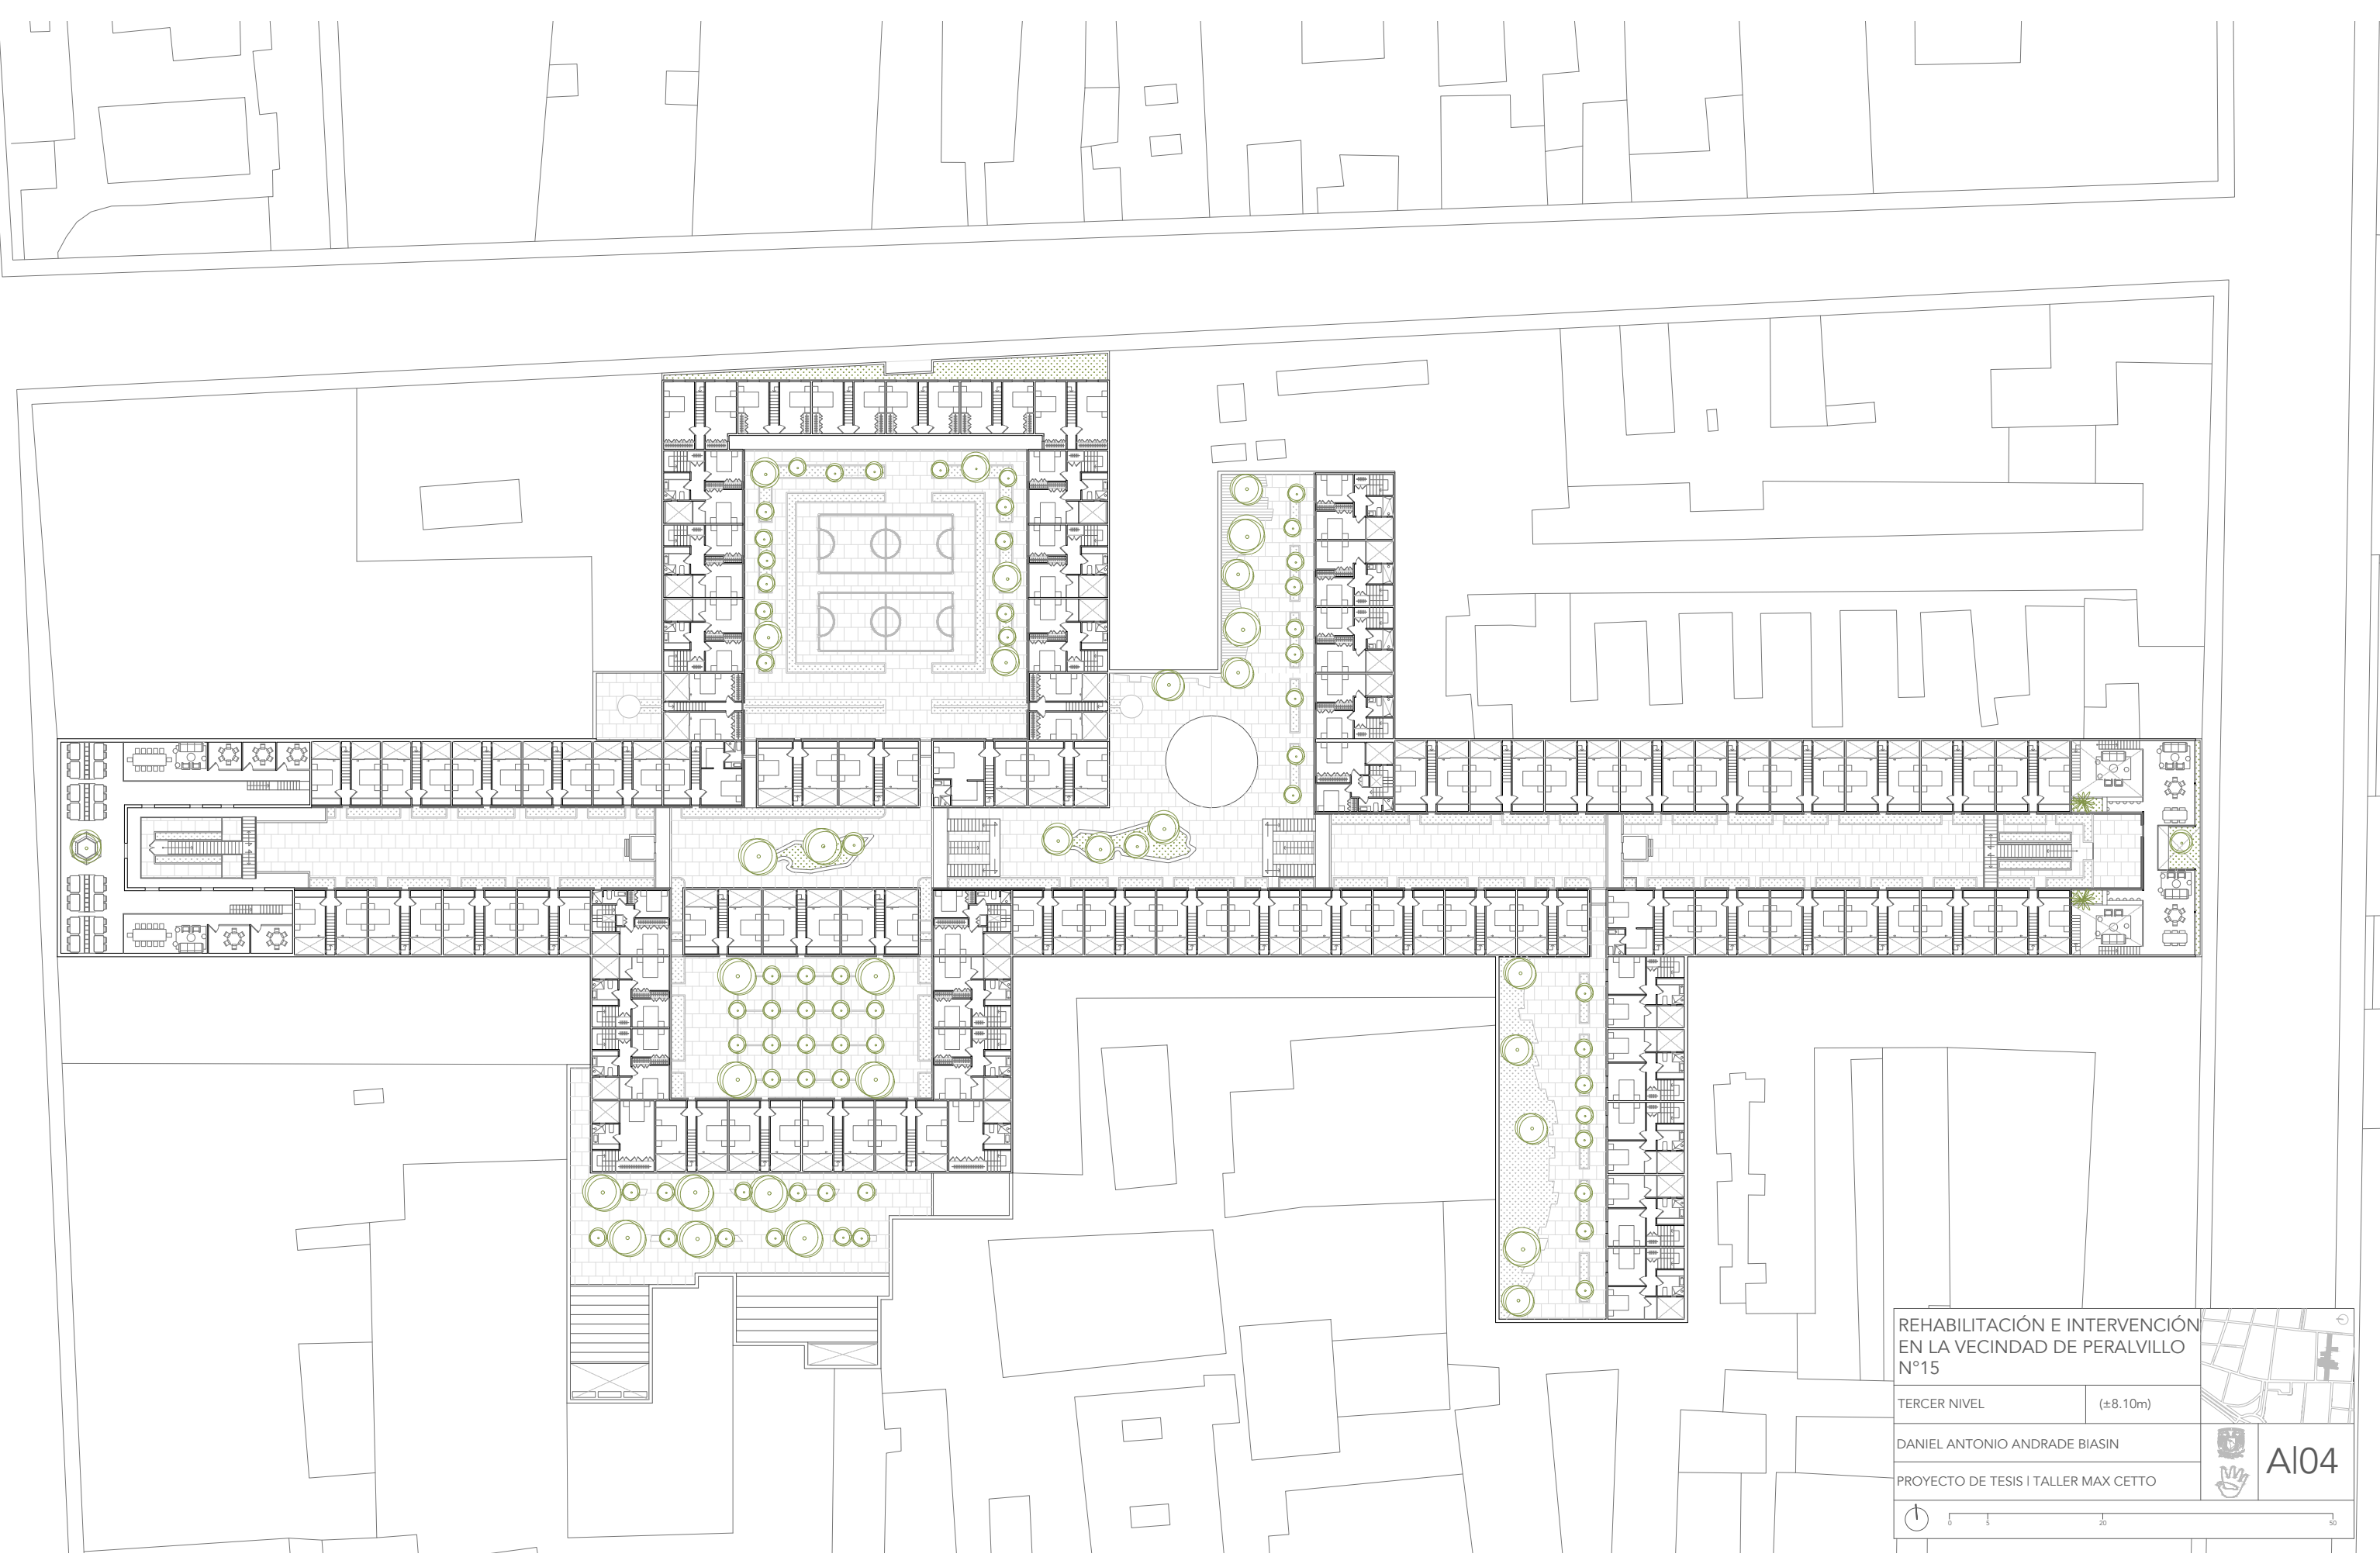 REHABILITACIÓN E INTERVENCIÓN
EN LA VECINDAD DE PERALVILLO
N°15
TERCER NIVEL
(±8.10m)
DANIEL ANTONIO ANDRADE BIASIN
PROYECTO DE TESIS | TALLER MAX CETTO
A|04
0 5 20 50